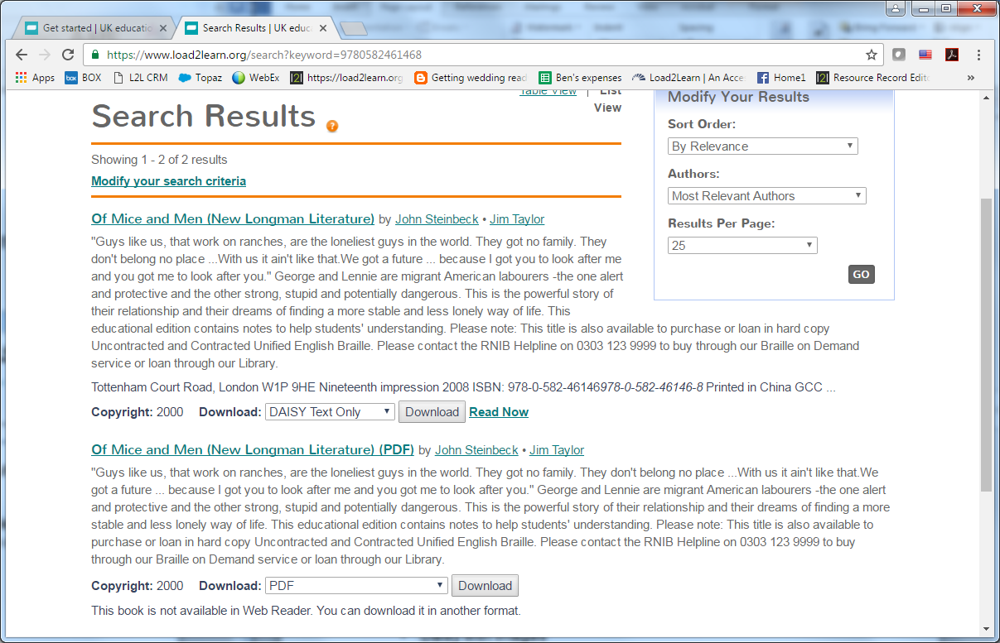 Get started | UK educatio
Search Results | UK educ
https://www.load2learn.org/search?keyword=9780582461468
Apps
BOX
L2L CRM
Topaz
WebEx
https://load2learn.org
Getting wedding read
Ben's expenses
Load2Learn | An Acce
Home1
Resource Record Edit
»
Table View | List
View
Search Results ?
Showing 1 - 2 of 2 results
Modify your search criteria
Modify Your Results
Sort Order:
By Relevance
Authors:
Most Relevant Authors
Results Per Page:
25
GO
Of Mice and Men (New Longman Literature) by John Steinbeck • Jim Taylor
"Guys like us, that work on ranches, are the loneliest guys in the world. They got no family. They
don't belong no place ...With us it ain't like that.We got a future ... because I got you to look after me
and you got me to look after you." George and Lennie are migrant American labourers -the one alert
and protective and the other strong, stupid and potentially dangerous. This is the powerful story of
their relationship and their dreams of finding a more stable and less lonely way of life. This
educational edition contains notes to help students' understanding. Please note: This title is also available to purchase or loan in hard copy
Uncontracted and Contracted Unified English Braille. Please contact the RNIB Helpline on 0303 123 9999 to buy through our Braille on Demand
service or loan through our Library.
Tottenham Court Road, London W1P 9HE Nineteenth impression 2008 ISBN: 978-0-582-46146978-0-582-46146-8 Printed in China GCC ...
Copyright: 2000 Download: DAISY Text Only Download Read Now
Of Mice and Men (New Longman Literature) (PDF) by John Steinbeck • Jim Taylor
"Guys like us, that work on ranches, are the loneliest guys in the world. They got no family. They don't belong no place ...With us it ain't like that.We
got a future ... because I got you to look after me and you got me to look after you." George and Lennie are migrant American labourers -the one alert
and protective and the other strong, stupid and potentially dangerous. This is the powerful story of their relationship and their dreams of finding a more
stable and less lonely way of life. This educational edition contains notes to help students' understanding. Please note: This title is also available to
purchase or loan in hard copy Uncontracted and Contracted Unified English Braille. Please contact the RNIB Helpline on 0303 123 9999 to buy
through our Braille on Demand service or loan through our Library.
Copyright: 2000 Download: PDF Download
This book is not available in Web Reader. You can download it in another format.